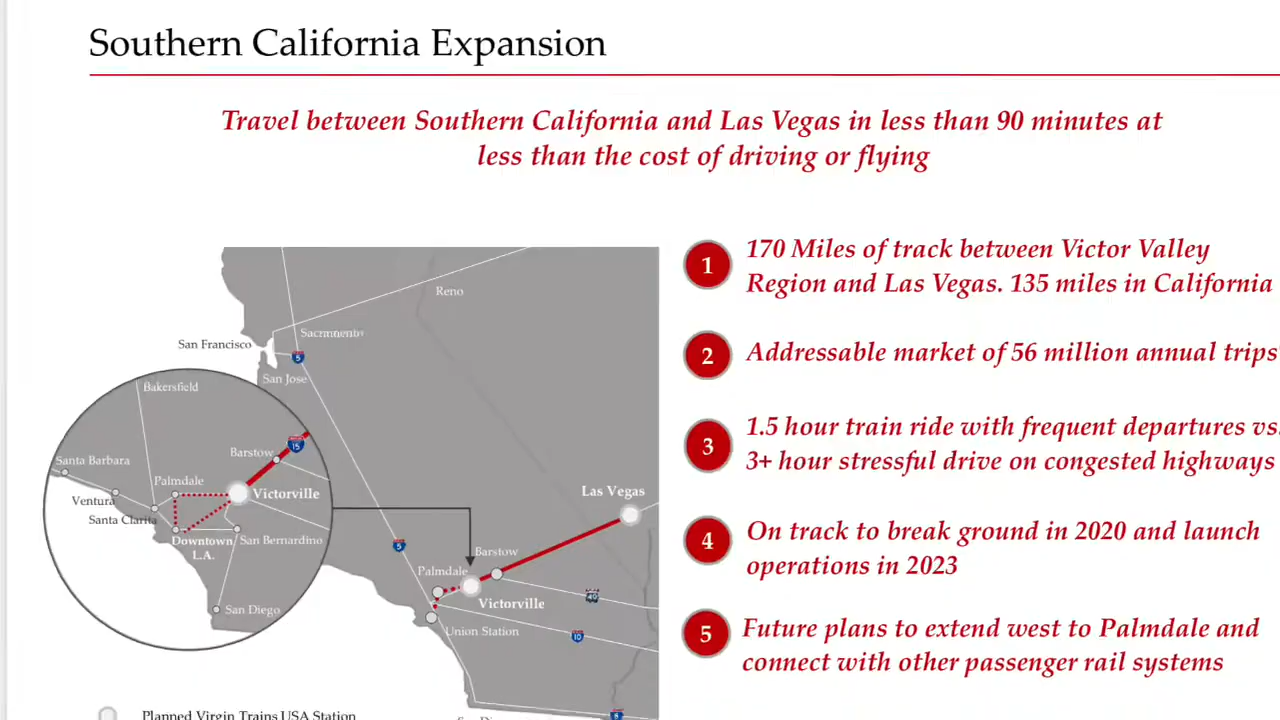 Southern California Expansion
Travel between Southern California and Las Vegas in less than 90 minutes at
less than the cost of driving or flying
1
170 Miles of track between Victor Valley
Region and Las Vegas. 135 miles in California
2
Addressable market of 56 million annual trips
3
1.5 hour train ride with frequent departures vs.
3+ hour stressful drive on congested highways
4
On track to break ground in 2020 and launch
operations in 2023
5
Future plans to extend west to Palmdale and
connect with other passenger rail systems
Reno
Sacramento
San Francisco
5
San Jose
Bakersfield
15
Barstow
Santa Barbara
Palmdale
Victorville
Ventura
Santa Clarita
Downtown
L.A.
San Bernardino
San Diego
Las Vegas
5
Barstow
Palmdale
40
Victorville
Union Station
10
8
Planned Virgin Trains USA Station